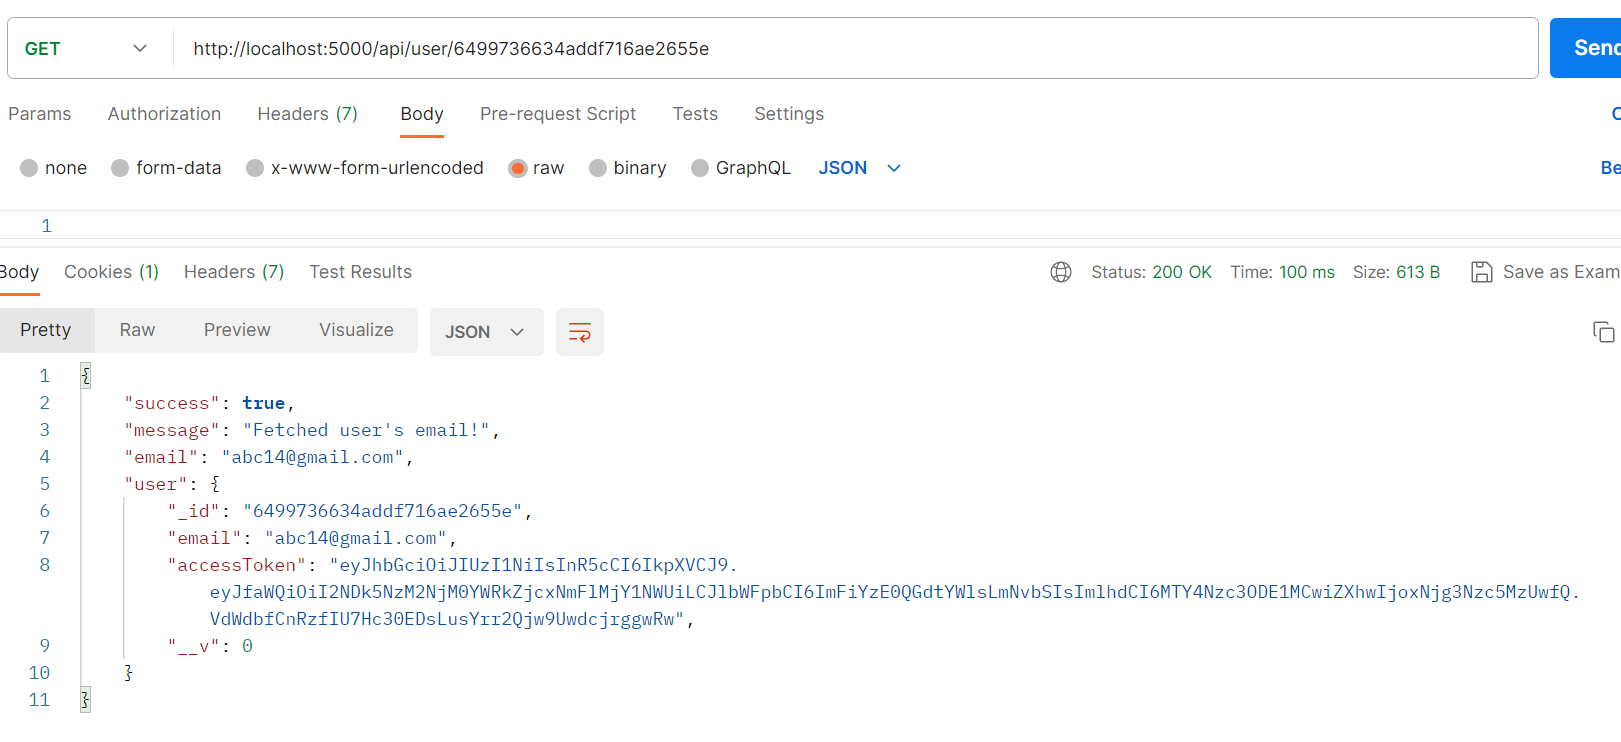 GET http://localhost:5000/api/user/6499736634addf716ae2655e Send
Params Authorization Headers (7) Body Pre-request Script Tests Settings
none form-data x-www-form-urlencoded raw binary GraphQL JSON Be
1
Body Cookies (1) Headers (7) Test Results Status: 200 OK Time: 100 ms Size: 613 B Save as Exam
Pretty Raw Preview Visualize JSON
1 {
2 "success": true,
3 "message": "Fetched user's email!",
4 "email": "abc14@gmail.com",
5 "user": {
6 "_id": "6499736634addf716ae2655e",
7 "email": "abc14@gmail.com",
8 "accessToken": "eyJhbGciOiJIUzI1NiIsInR5cCI6IkpXVCJ9.
eyJfaWQiOiI2NDk5NzM2NjM0YWRkZjcxNmFlMjY1NWUiLCJlbWFpbCI6ImFiYzE0QGdtYWlsLmNvbSIsImlhdCI6MTY4Nzc3ODE1MCwiZXhwIjoxNjg3Nzc5MzUwfQ.
VdWdbfCnRzfIU7Hc30EDsLusYrr2Qjw9UwdcjrggwRw",
9 "__v": 0
10 }
11 }